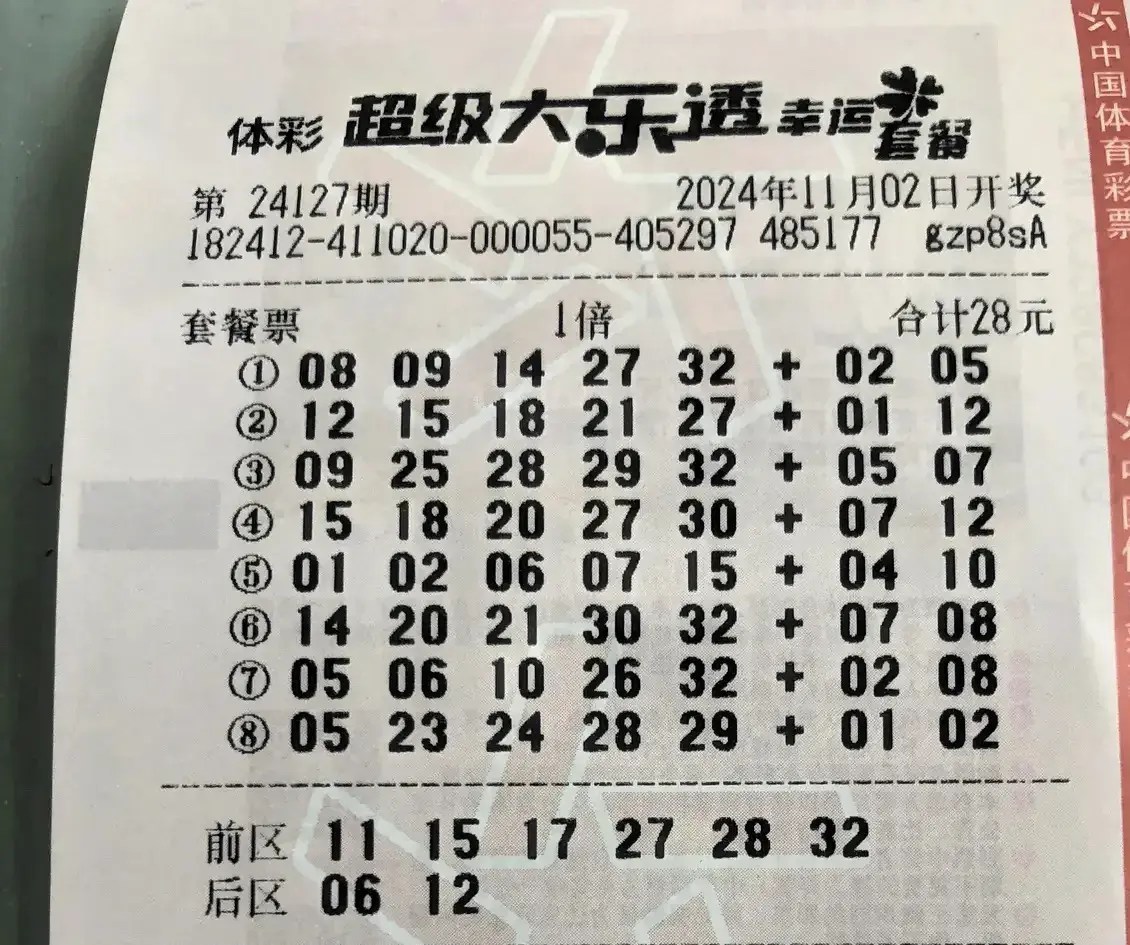 体彩 超级大乐透 幸运套餐
第 24127期 2024年11月02日开奖
182412-411020-000055-405297 485177 gzp8sA
套餐票 1倍 合计28元
① 08 09 14 27 32 + 02 05
② 12 15 18 21 27 + 01 12
③ 09 25 28 29 32 + 05 07
④ 15 18 20 27 30 + 07 12
⑤ 01 02 06 07 15 + 04 10
⑥ 14 20 21 30 32 + 07 08
⑦ 05 06 10 26 32 + 02 08
⑧ 05 23 24 28 29 + 01 02
前区 11 15 17 27 28 32
后区 06 12
中国体育彩票